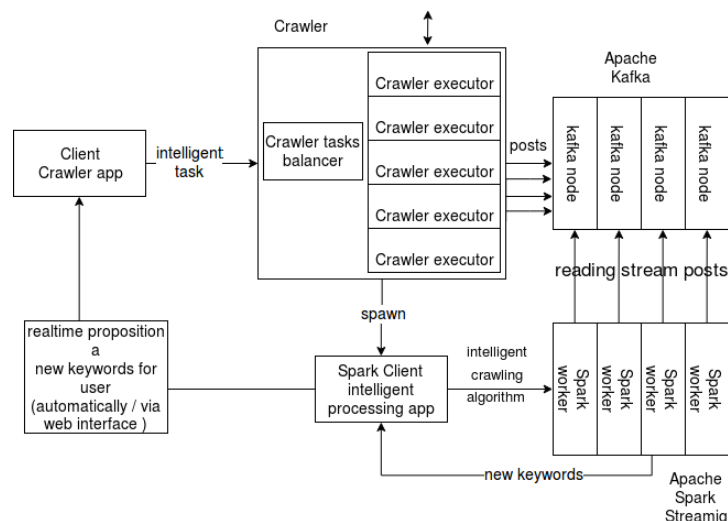 Crawler
Apache
Kafka
Client
Crawler app
intelligent
task
Crawler tasks
balancer
Crawler executor
Crawler executor
Crawler executor
Crawler executor
Crawler executor
posts
kafka node
kafka node
kafka node
kafka node
reading stream posts
spawn
realtime proposition
a
new keywords for
user
(automatically / via
web interface )
Spark Client
intelligent
processing app
intelligent
crawling
algorithm
Spark
worker
Spark
worker
Spark
worker
Spark
worker
new keywords
Apache
Spark
Streamig